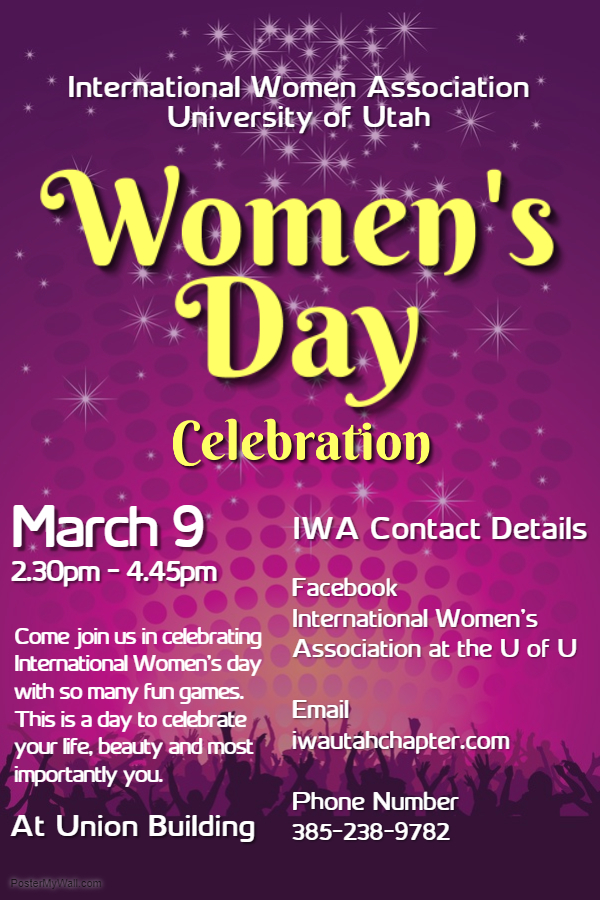 International Women Association
University of Utah
Women's
Day
Celebration
March 9
2.30pm - 4.45pm
Come join us in celebrating
International Women's day
with so many fun games.
This is a day to celebrate
your life, beauty and most
importantly you.
At Union Building
IWA Contact Details
Facebook
International Women's
Association at the U of U
Email
iwautahchapter.com
Phone Number
385-238-9782
PosterMyWall.com